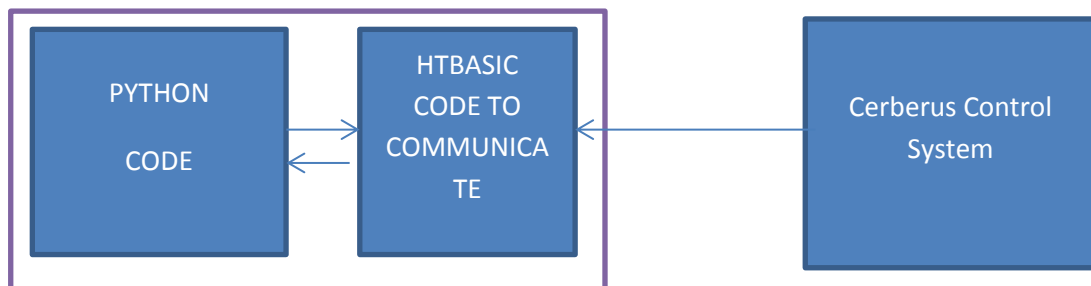 PYTHON
CODE
HTBASIC
CODE TO
COMMUNICA
TE
Cerberus Control
System